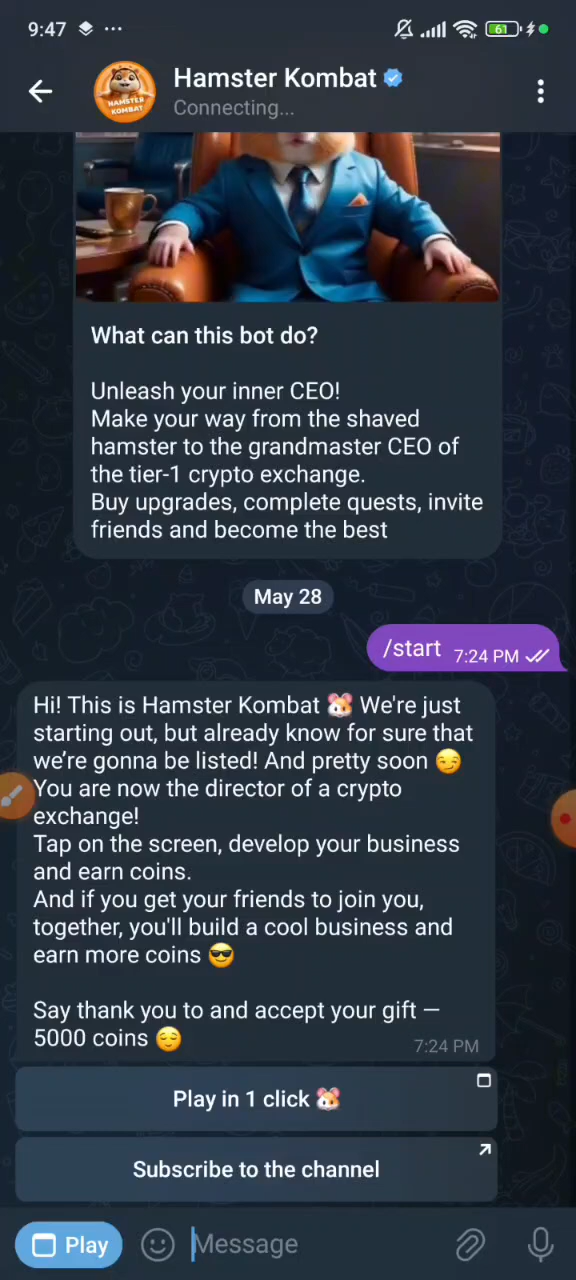 9:47
61
Hamster Kombat
HAMSTER
KOMBAT
Connecting...
What can this bot do?
Unleash your inner CEO!
Make your way from the shaved
hamster to the grandmaster CEO of
the tier-1 crypto exchange.
Buy upgrades, complete quests, invite
friends and become the best
May 28
/start 7:24 PM
Hi! This is Hamster Kombat 🐹 We're just
starting out, but already know for sure that
we’re gonna be listed! And pretty soon 😏
You are now the director of a crypto
exchange!
Tap on the screen, develop your business
and earn coins.
And if you get your friends to join you,
together, you'll build a cool business and
earn more coins 😎
Say thank you to and accept your gift —
5000 coins 😌
7:24 PM
Play in 1 click 🐹
Subscribe to the channel
Play
Message